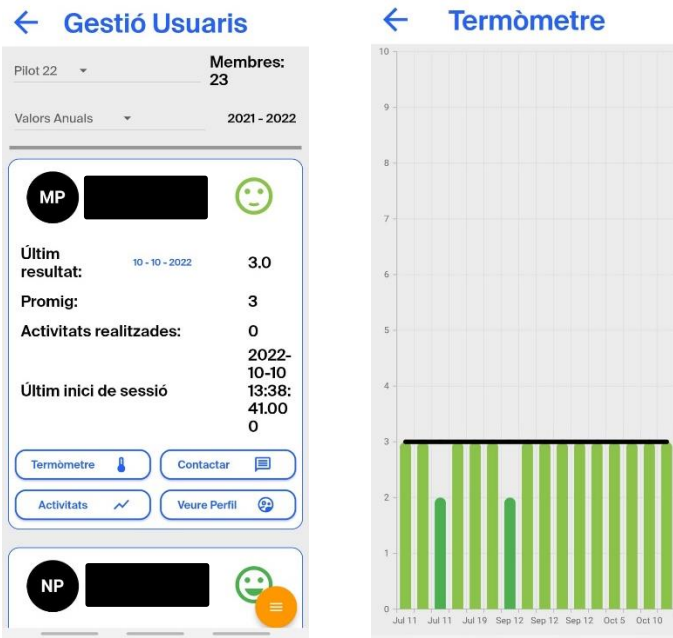 Gestió Usuaris
Pilot 22
Membres:
23
Valors Anuals
2021 - 2022
MP
Últim
resultat:
10 - 10 - 2022
3.0
Promig:
3
Activitats realitzades:
0
Últim inici de sessió
2022-
10-10
13:38:
41.00
0
Termòmetre
Contactar
Activitats
Veure Perfil
NP
Termòmetre
10
9
8
7
6
5
4
3
2
1
0
Jul 11 Jul 11 Jul 19 Sep 12 Sep 12 Sep 12 Oct 5 Oct 10